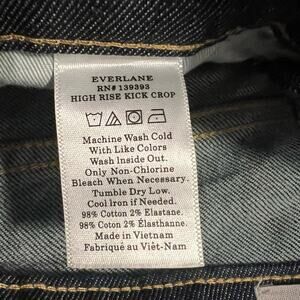 EVERLANE
RN# 139393
HIGH RISE KICK CROP
Machine Wash Cold
With Like Colors
Wash Inside Out.
Only Non-Chlorine
Bleach When Necessary.
Tumble Dry Low.
Cool Iron if Needed.
98% Cotton 2% Elastane.
98% Coton 2% Élasthanne.
Made in Vietnam
Fabriqué au Viêt-Nam